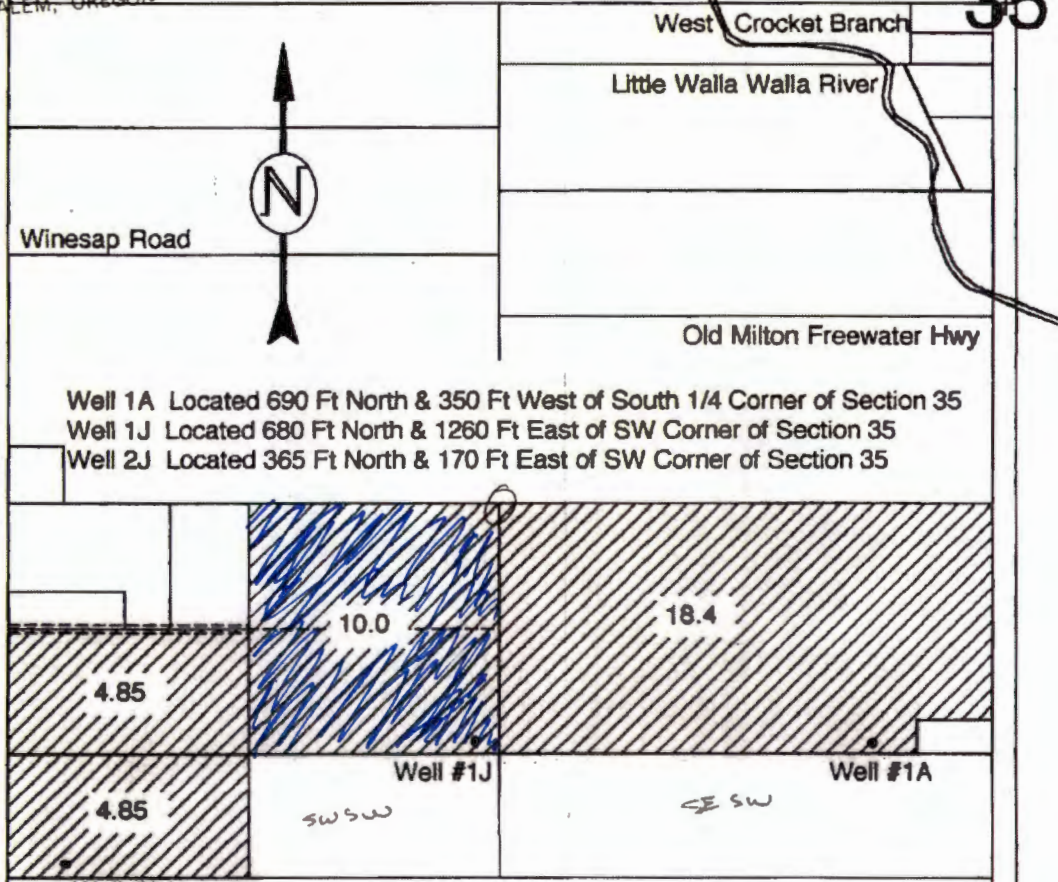 SALEM, OREGON
35
West Crocket Branch
Little Walla Walla River
N
Winesap Road
Old Milton Freewater Hwy
Well 1A Located 690 Ft North & 350 Ft West of South 1/4 Corner of Section 35
Well 1J Located 680 Ft North & 1260 Ft East of SW Corner of Section 35
Well 2J Located 365 Ft North & 170 Ft East of SW Corner of Section 35
10.0
18.4
4.85
Well #1J
Well #1A
4.85
SWSW
SE SW